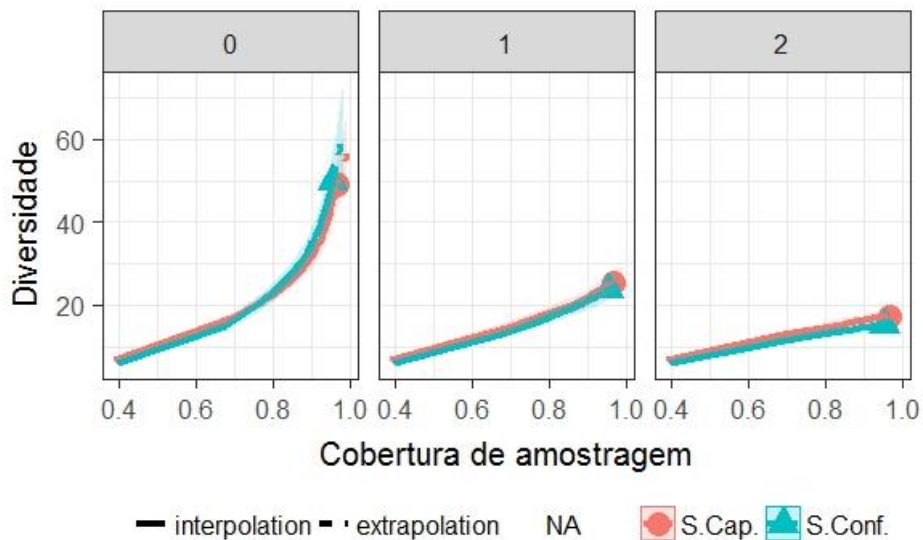 0 1 2
60
40
20
Diversidade
0.4 0.6 0.8 1.0 0.4 0.6 0.8 1.0 0.4 0.6 0.8 1.0
Cobertura de amostragem
interpolation extrapolation NA S.Cap. S.Conf.